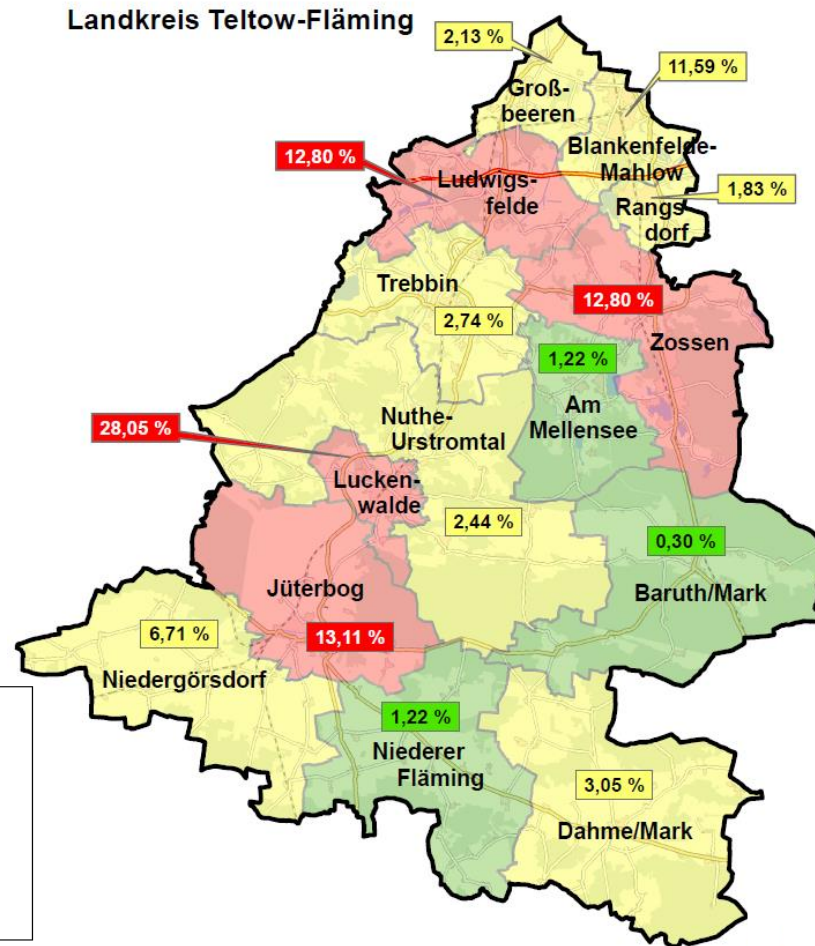 Landkreis Teltow-Fläming
2,13 %
11,59 %
Groß-
beeren
Blankenfelde-
Mahlow
12,80 %
Ludwigs-
felde
1,83 %
Rangs
dorf
Trebbin
2,74 %
12,80 %
Zossen
1,22 %
Am
Mellensee
28,05 %
Nuthe-
Urstromtal
Lucken-
walde
2,44 %
0,30 %
Baruth/Mark
Jüterbog
13,11 %
6,71 %
Niedergörsdorf
1,22 %
Niederer
Fläming
3,05 %
Dahme/Mark